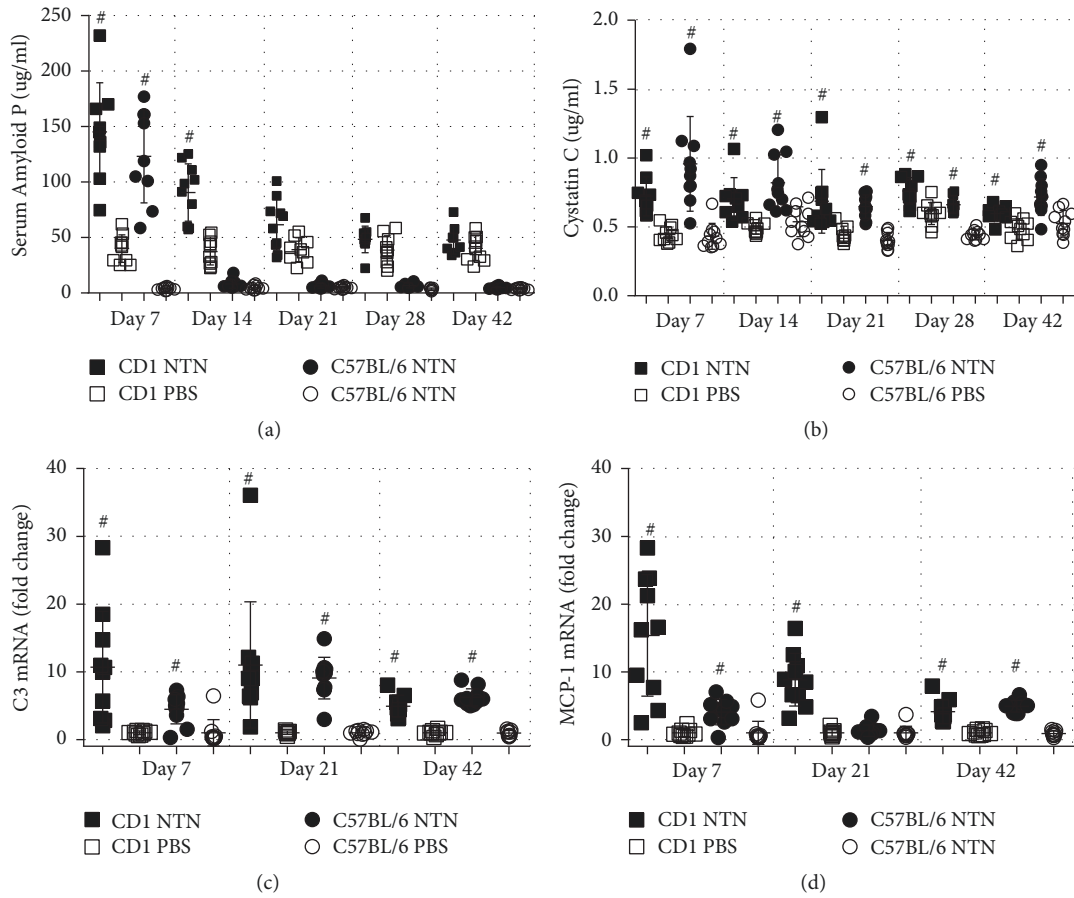 (a)
Serum Amyloid P (ug/ml)
250
200
150
100
50
0
# # #
Day 7 Day 14 Day 21 Day 28 Day 42
CD1 NTN C57BL/6 NTN
CD1 PBS C57BL/6 NTN
(b)
Cystatin C (ug/ml)
2.0
1.5
1.0
0.5
0.0
# # # # # # # # # #
Day 7 Day 14 Day 21 Day 28 Day 42
CD1 NTN C57BL/6 NTN
CD1 PBS C57BL/6 PBS
(c)
C3 mRNA (fold change)
40
30
20
10
0
# # # # # #
Day 7 Day 21 Day 42
CD1 NTN C57BL/6 NTN
CD1 PBS C57BL/6 PBS
(d)
MCP-1 mRNA (fold change)
40
30
20
10
0
# # # # #
Day 7 Day 21 Day 42
CD1 NTN C57BL/6 NTN
CD1 PBS C57BL/6 NTN